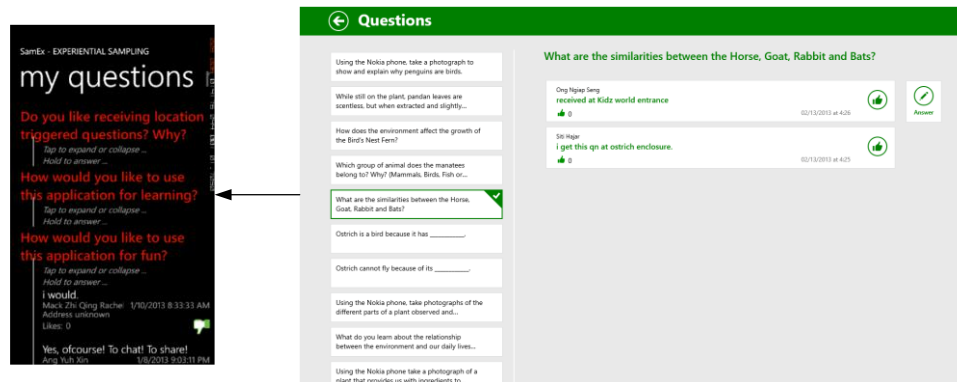 SamEx - EXPERIENTIAL SAMPLING
my questions
Do you like receiving location
triggered questions? Why?
Tap to expand or collapse ...
Hold to answer ...
How would you like to use
this application for learning?
Tap to expand or collapse ...
Hold to answer ...
How would you like to use
this application for fun?
Tap to expand or collapse ...
Hold to answer ...
i would.
Mack Zhi Qing Rachel 1/10/2013 8:33:33 AM
Address unknown
Likes: 0
Yes, ofcourse! To chat! To share!
Ang Yuh Xin 1/8/2013 9:03:11 PM
Questions
Using the Nokia phone, take a photograph to
show and explain why penguins are birds.
While still on the plant, pandan leaves are
scentless, but when extracted and slightly...
How does the environment affect the growth of
the Bird's Nest Fern?
Which group of animal does the manatees
belong to? Why? (Mammals, Birds, Fish or...
What are the similarities between the Horse,
Goat, Rabbit and Bats?
Ostrich is a bird because it has __________.
Ostrich cannot fly because of its __________.
Using the Nokia phone, take photographs of the
different parts of a plant observed and...
What do you learn about the relationship
between the environment and our daily lives...
Using the Nokia phone take a photograph of a
plant that provides us with ingredients to
What are the similarities between the Horse, Goat, Rabbit and Bats?
Ong Ngiap Seng
received at Kidz world entrance
0
02/13/2013 at 4:26
Answer
Siti Hajar
i get this qn at ostrich enclosure.
0
02/13/2013 at 4:25